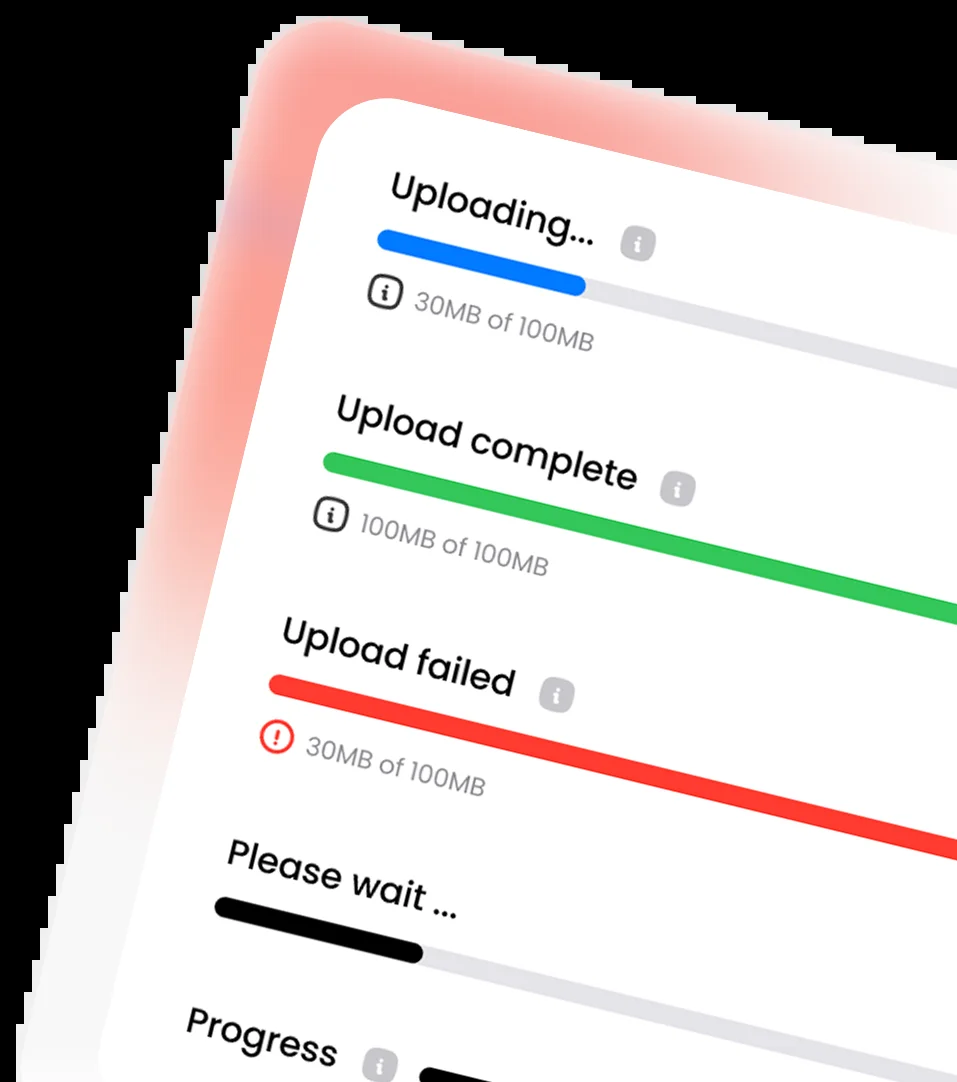 Uploading...
30MB of 100MB
Upload complete
100MB of 100MB
Upload failed
30MB of 100MB
Please wait ...
Progress